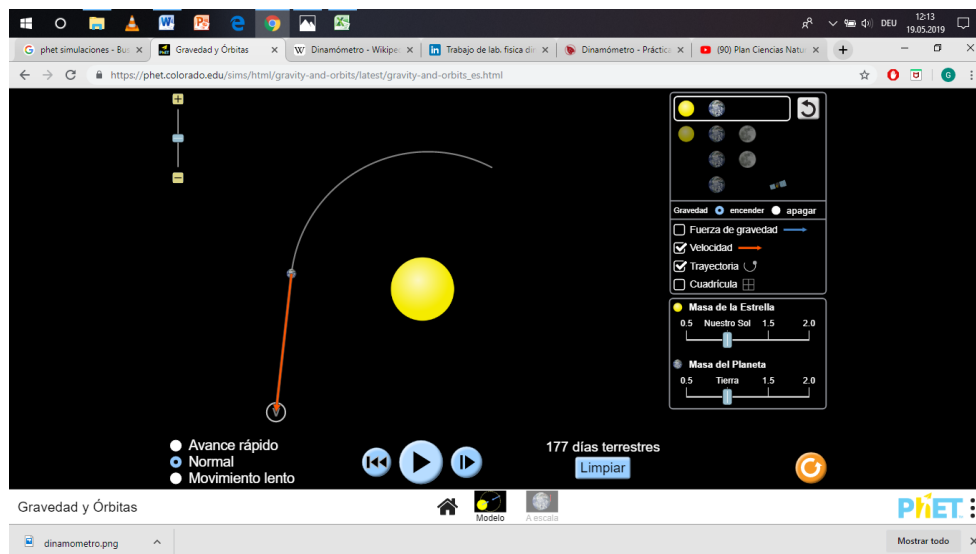 DEU
12:13
19.05.2019
phet simulaciones - Bus
Gravedad y Órbitas
Dinamómetro - Wikipe
Trabajo de lab. fisica din
Dinamómetro - Práctica
(90) Plan Ciencias Natu
https://phet.colorado.edu/sims/html/gravity-and-orbits/latest/gravity-and-orbits_es.html
Gravedad encender apagar
Fuerza de gravedad
Velocidad
Trayectoria
Cuadrícula
Masa de la Estrella
0.5 Nuestro Sol 1.5 2.0
Masa del Planeta
0.5 Tierra 1.5 2.0
V
Avance rápido
Normal
Movimiento lento
177 días terrestres
Limpiar
Gravedad y Órbitas
Modelo
A escala
PhET
dinamometro.png
Mostrar todo